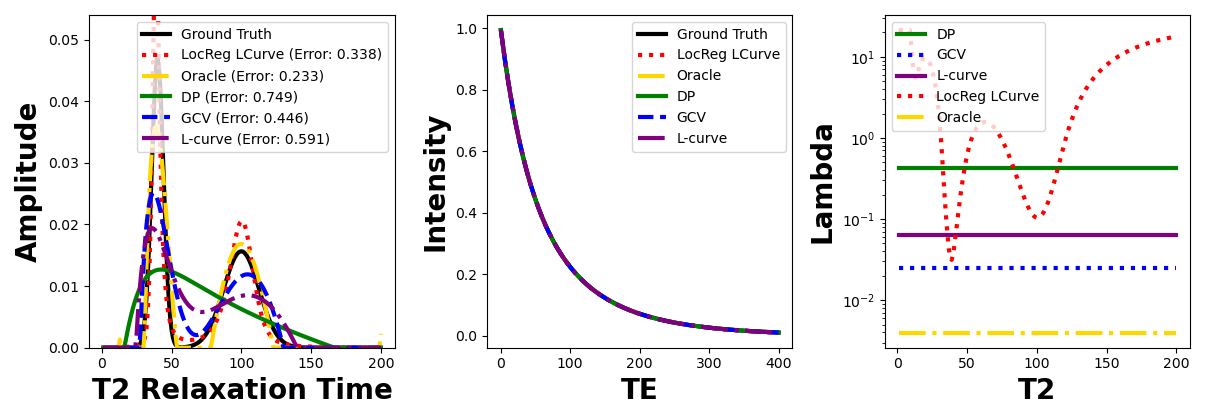 Amplitude
0.05
0.04
0.03
0.02
0.01
0.00
Ground Truth
LocReg LCurve (Error: 0.338)
Oracle (Error: 0.233)
DP (Error: 0.749)
GCV (Error: 0.446)
L-curve (Error: 0.591)
0 50 100 150 200
T2 Relaxation Time
Intensity
1.0
0.8
0.6
0.4
0.2
0.0
Ground Truth
LocReg LCurve
Oracle
DP
GCV
L-curve
0 100 200 300 400
TE
Lambda
10¹
10⁰
10⁻¹
10⁻²
DP
GCV
L-curve
LocReg LCurve
Oracle
0 50 100 150 200
T2